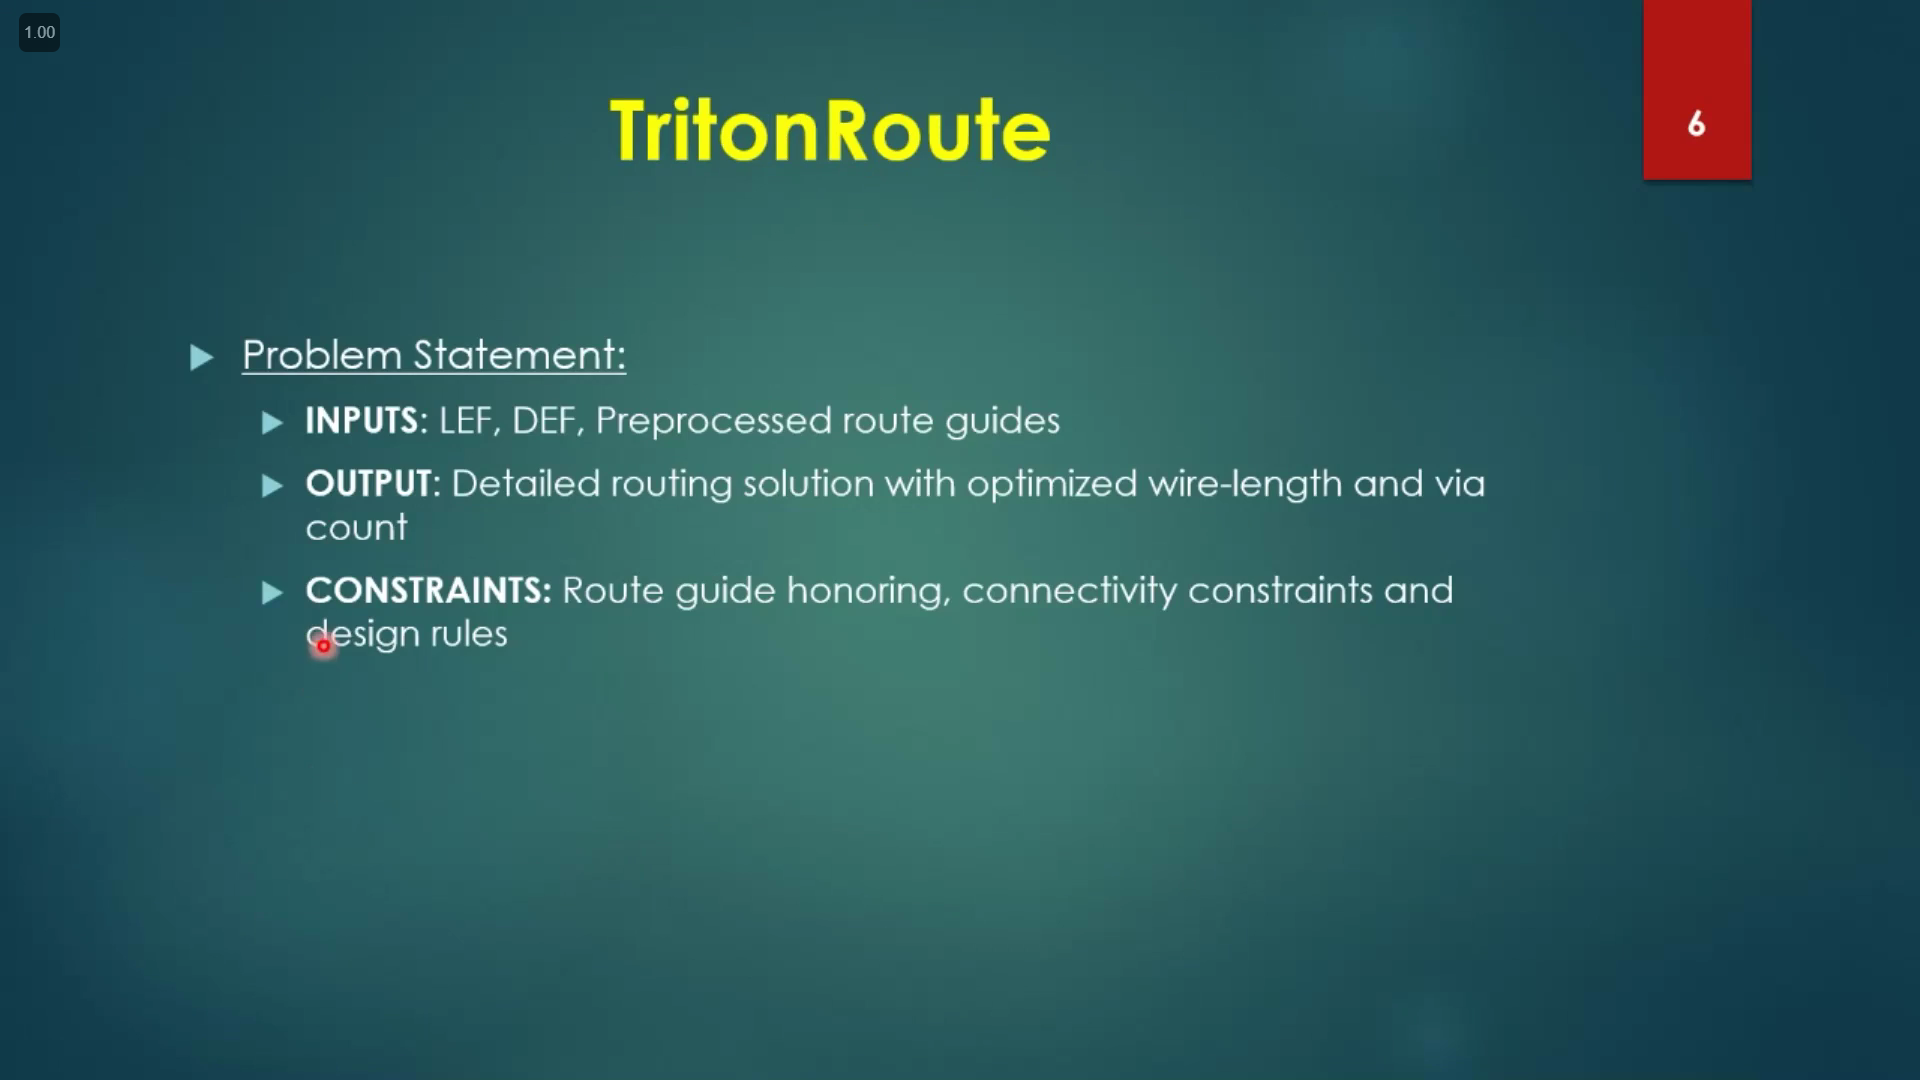 1.00
TritonRoute
6
Problem Statement:
INPUTS: LEF, DEF, Preprocessed route guides
OUTPUT: Detailed routing solution with optimized wire-length and via
count
CONSTRAINTS: Route guide honoring, connectivity constraints and
design rules